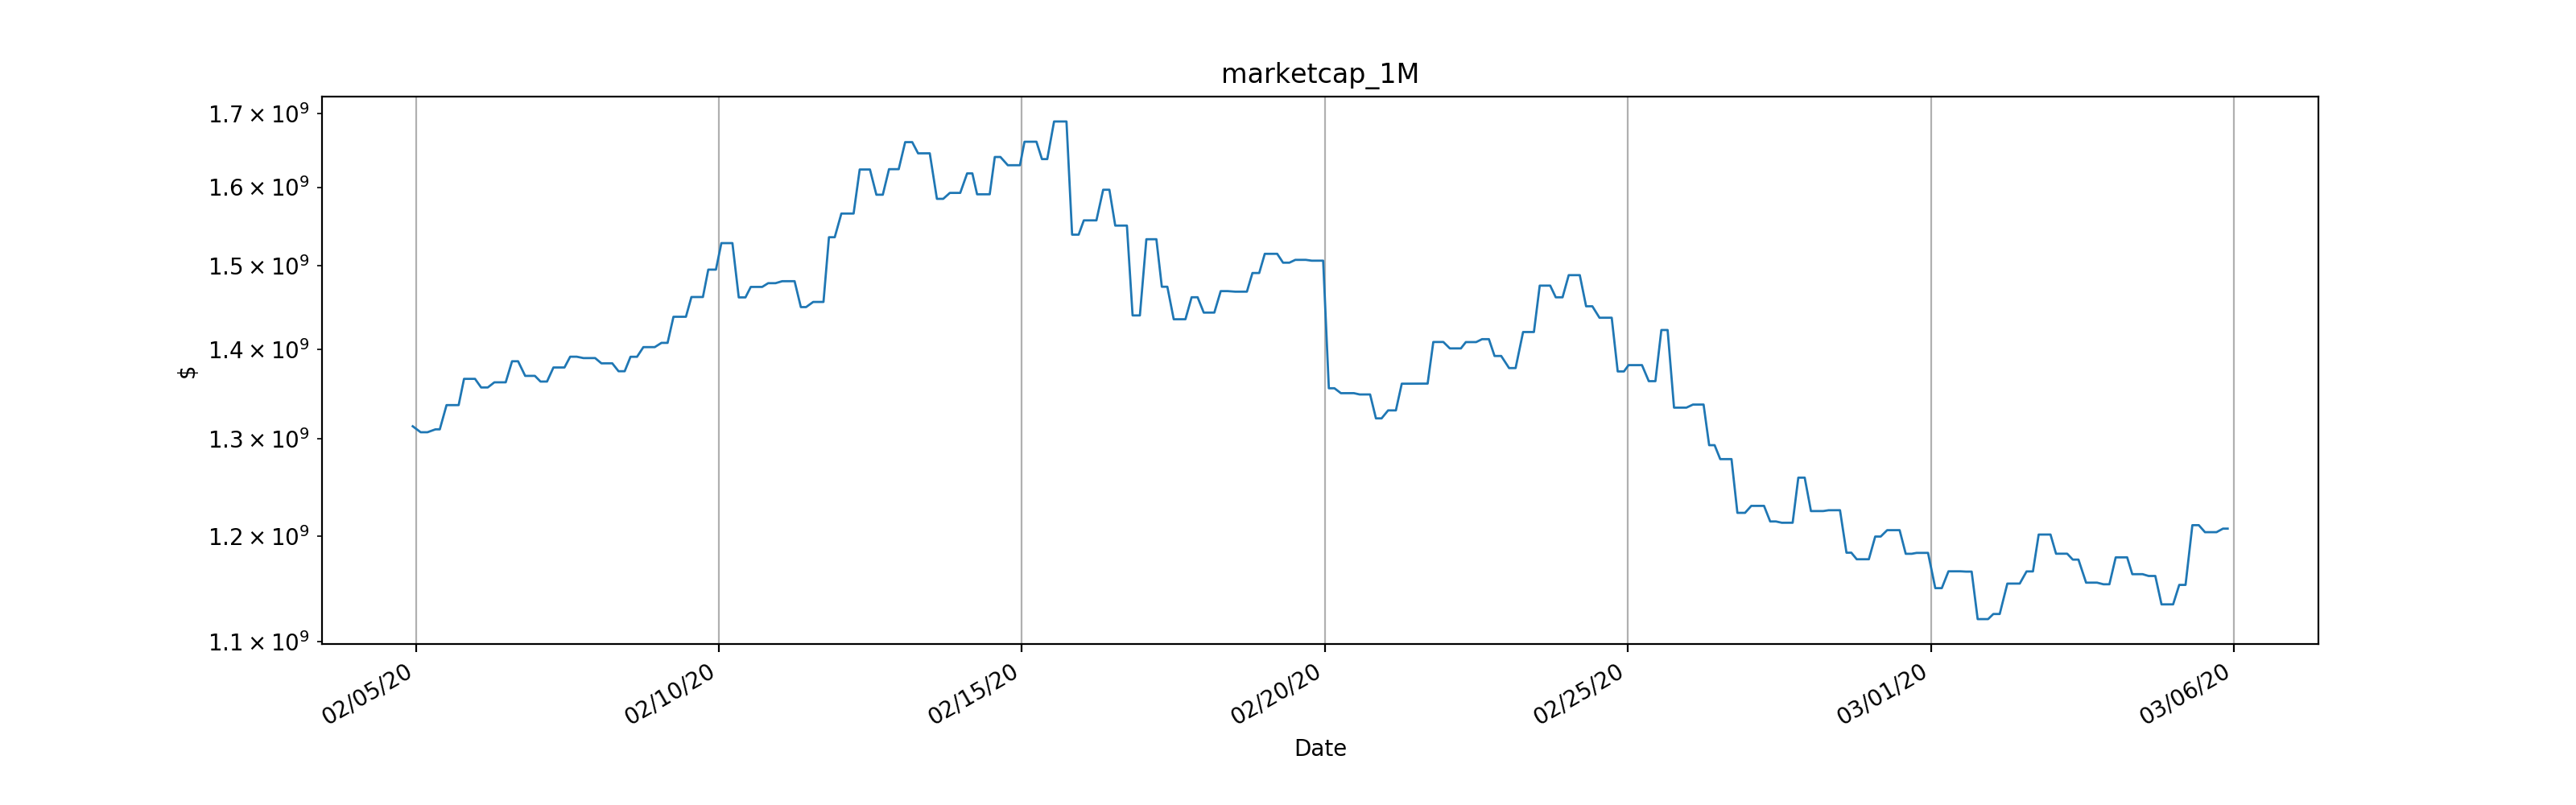 marketcap_1M
1.7 × 10⁹
1.6 × 10⁹
1.5 × 10⁹
1.4 × 10⁹
1.3 × 10⁹
1.2 × 10⁹
1.1 × 10⁹
$
02/05/20
02/10/20
02/15/20
02/20/20
02/25/20
03/01/20
03/06/20
Date